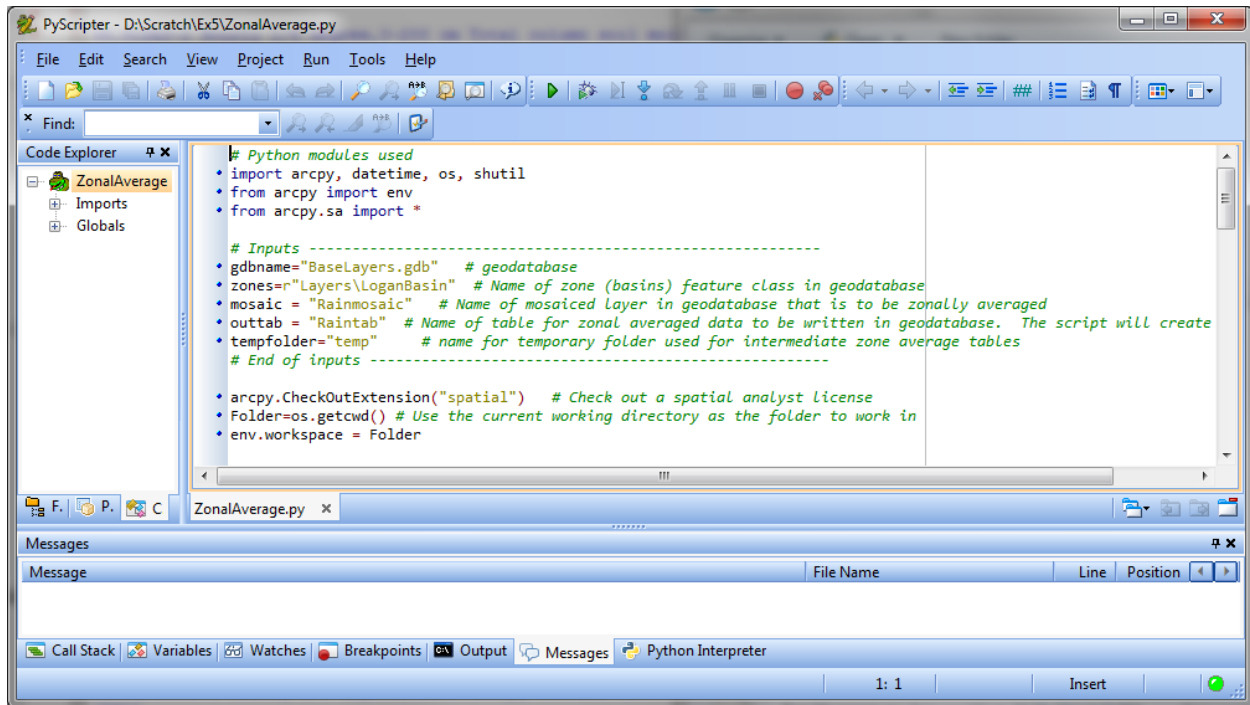 PyScripter - D:\Scratch\Ex5\ZonalAverage.py
File Edit Search View Project Run Tools Help
Find:
Code Explorer
ZonalAverage
Imports
Globals
# Python modules used
import arcpy, datetime, os, shutil
from arcpy import env
from arcpy.sa import *
# Inputs -----------------------------------------------------------
gdbname="BaseLayers.gdb"   # geodatabase
zones=r"Layers\LoganBasin"  # Name of zone (basins) feature class in geodatabase
mosaic = "Rainmosaic"   # Name of mosaiced layer in geodatabase that is to be zonally averaged
outtab = "Raintab"  # Name of table for zonal averaged data to be written in geodatabase.  The script will create
tempfolder="temp"     # name for temporary folder used for intermediate zone average tables
# End of inputs -----------------------------------------------------
arcpy.CheckOutExtension("spatial")   # Check out a spatial analyst license
Folder=os.getcwd() # Use the current working directory as the folder to work in
env.workspace = Folder
F. P. C
ZonalAverage.py
Messages
Message File Name Line Position
Call Stack Variables Watches Breakpoints Output Messages Python Interpreter
1: 1 Insert